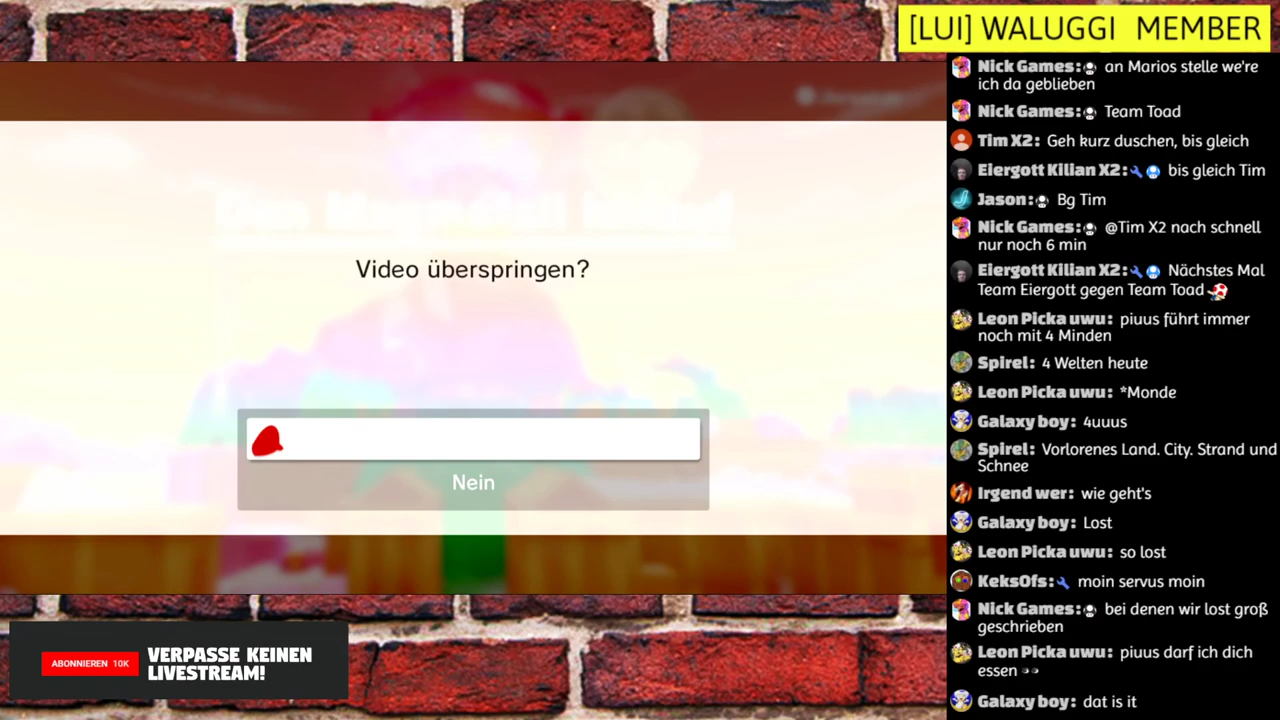 [LUI] WALUGGI MEMBER
Nick Games: an Marios stelle we're
ich da geblieben
Nick Games: Team Toad
Tim X2: Geh kurz duschen, bis gleich
Eiergott Kilian X2: bis gleich Tim
Jason: Bg Tim
Nick Games: @Tim X2 nach schnell
nur noch 6 min
Eiergott Kilian X2: Nächstes Mal
Team Eiergott gegen Team Toad
Leon Picka uwu: piuus führt immer
noch mit 4 Minden
Spirel: 4 Welten heute
Leon Picka uwu: *Monde
Galaxy boy: 4uuus
Spirel: Vorlorenes Land. City. Strand und
Schnee
Irgend wer: wie geht's
Galaxy boy: Lost
Leon Picka uwu: so lost
KeksOfs: moin servus moin
Nick Games: bei denen wir lost groß
geschrieben
Leon Picka uwu: piuus darf ich dich
essen
Galaxy boy: dat is it
Video überspringen?
Nein
ABONNIEREN 10K
VERPASSE KEINEN
LIVESTREAM!